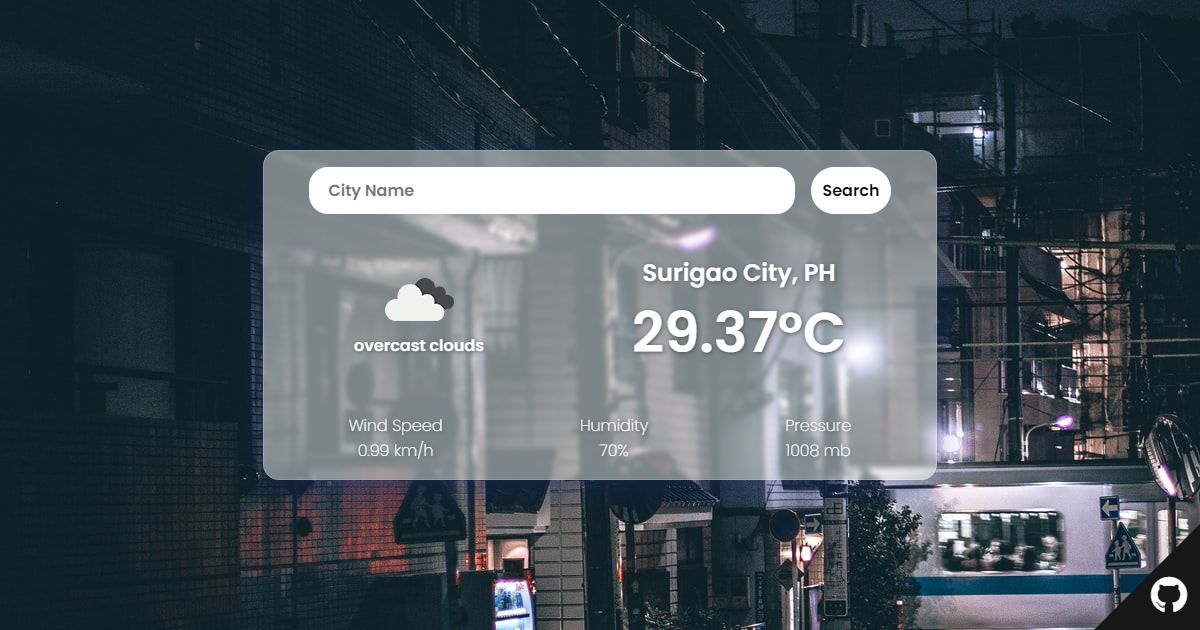 City Name
Search
Surigao City, PH
29.37°C
overcast clouds
Wind Speed
0.99 km/h
Humidity
70%
Pressure
1008 mb